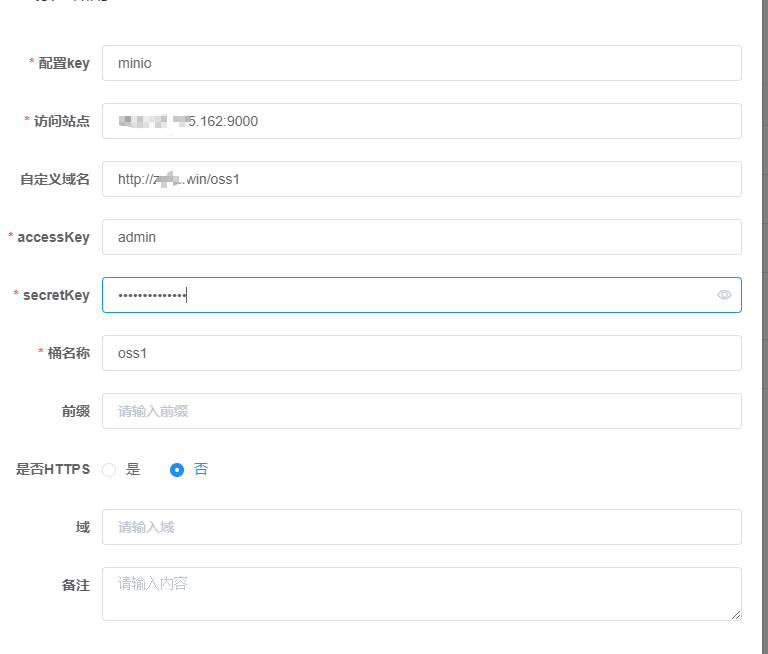 * 配置key minio
* 访问站点 5.162:9000
自定义域名 http://z .win/oss1
* accessKey admin
* secretKey ••••••••••••••
* 桶名称 oss1
前缀 请输入前缀
是否HTTPS 是 否
域 请输入域
备注 请输入内容